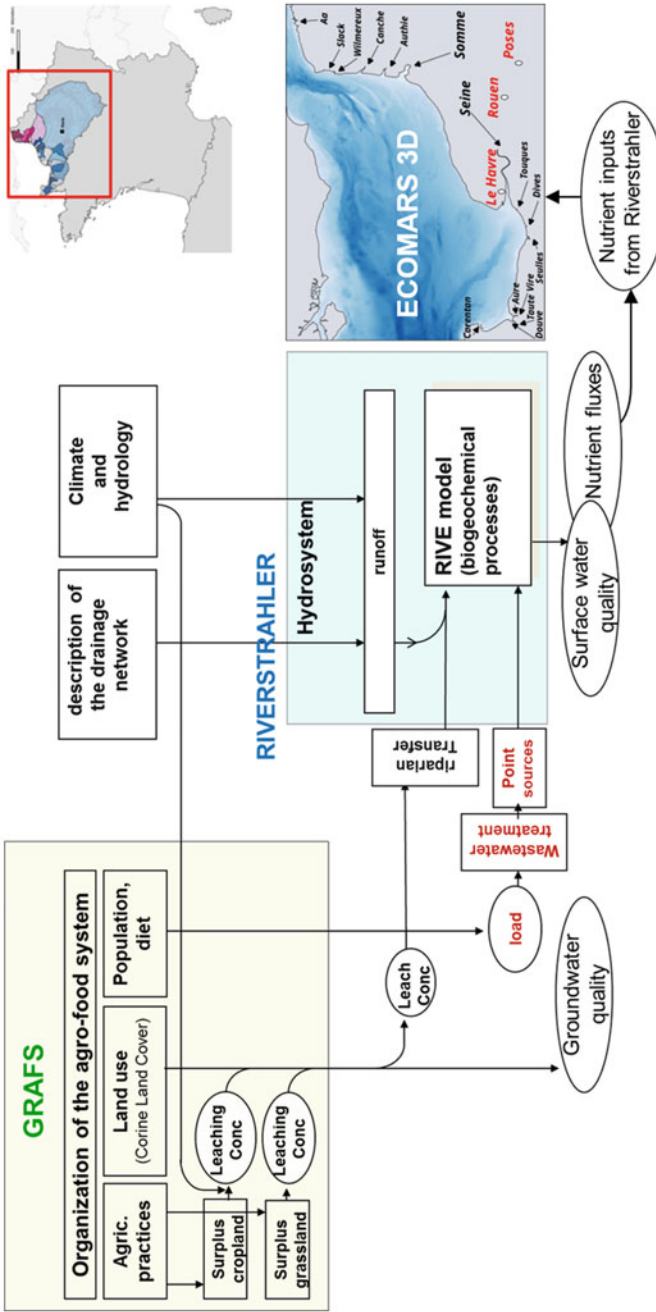 GRAFS
Organization of the agro-food system
Agric.
practices
Land use
(Corine Land Cover)
Population,
diet
Surplus
cropland
Leaching
Conc
Surplus
grassland
Leaching
Conc
Leach
Conc
load
Groundwater
quality
description of
the drainage
network
Climate
and
hydrology
RIVERSTRAHLER
Hydrosystem
runoff
riparian
Transfer
Wastewater
treatment
Point
sources
RIVE model
(biogeochemical
processes)
Surface water
quality
Nutrient fluxes
Nutrient inputs
from Riverstrahler
ECOMARS 3D
Aa
Slack
Wilmereux
Canche
Authie
Somme
Seine
Le Havre
Rouen
Poses
Touques
Dives
Seulles
Aure
Taute Vire
Douve
Carentan